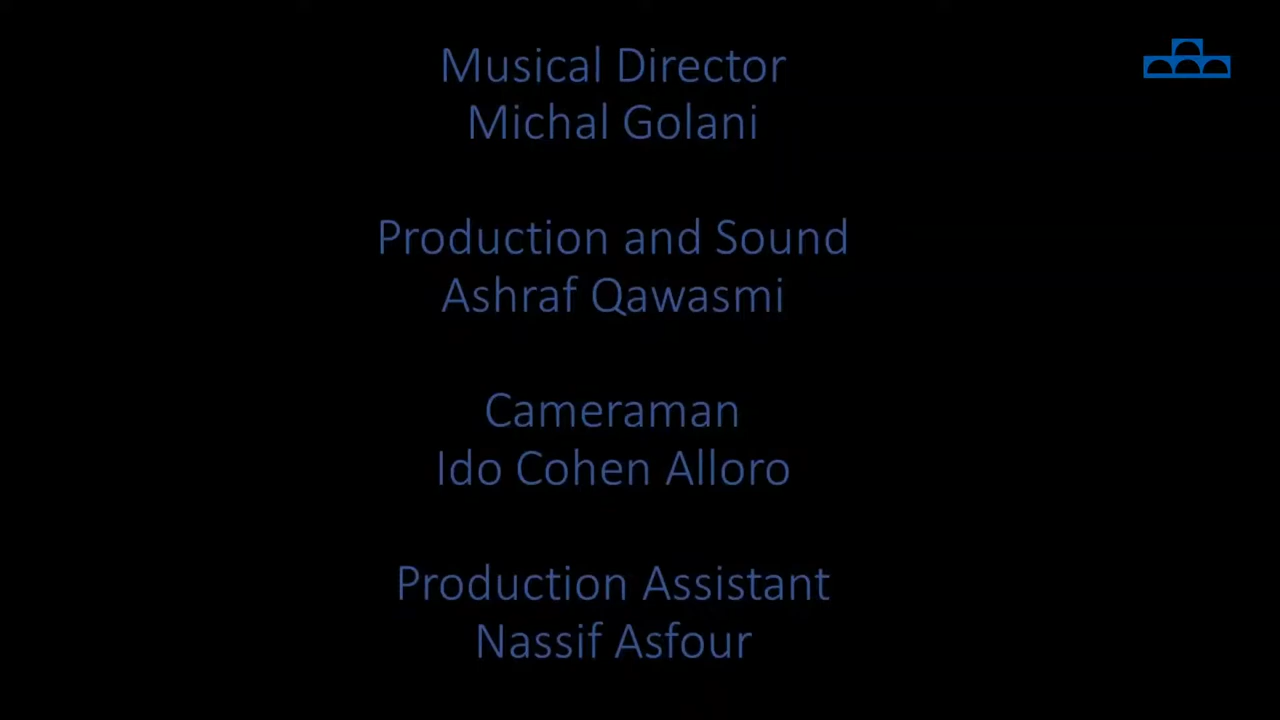 Musical Director
Michal Golani
Production and Sound
Ashraf Qawasmi
Cameraman
Ido Cohen Alloro
Production Assistant
Nassif Asfour